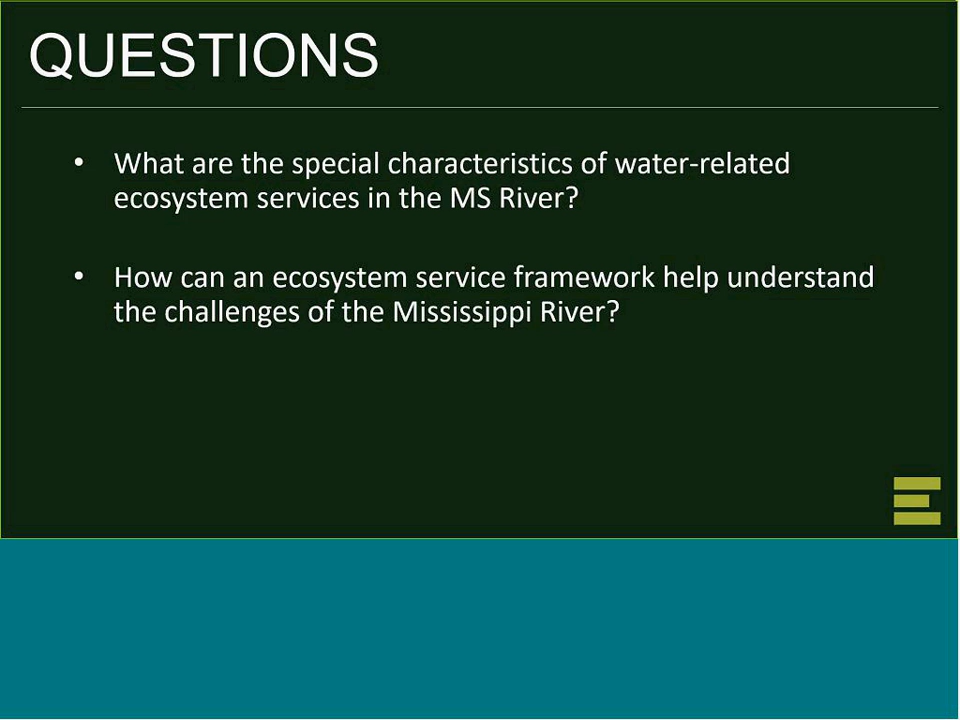 QUESTIONS
• What are the special characteristics of water-related
ecosystem services in the MS River?
• How can an ecosystem service framework help understand
the challenges of the Mississippi River?